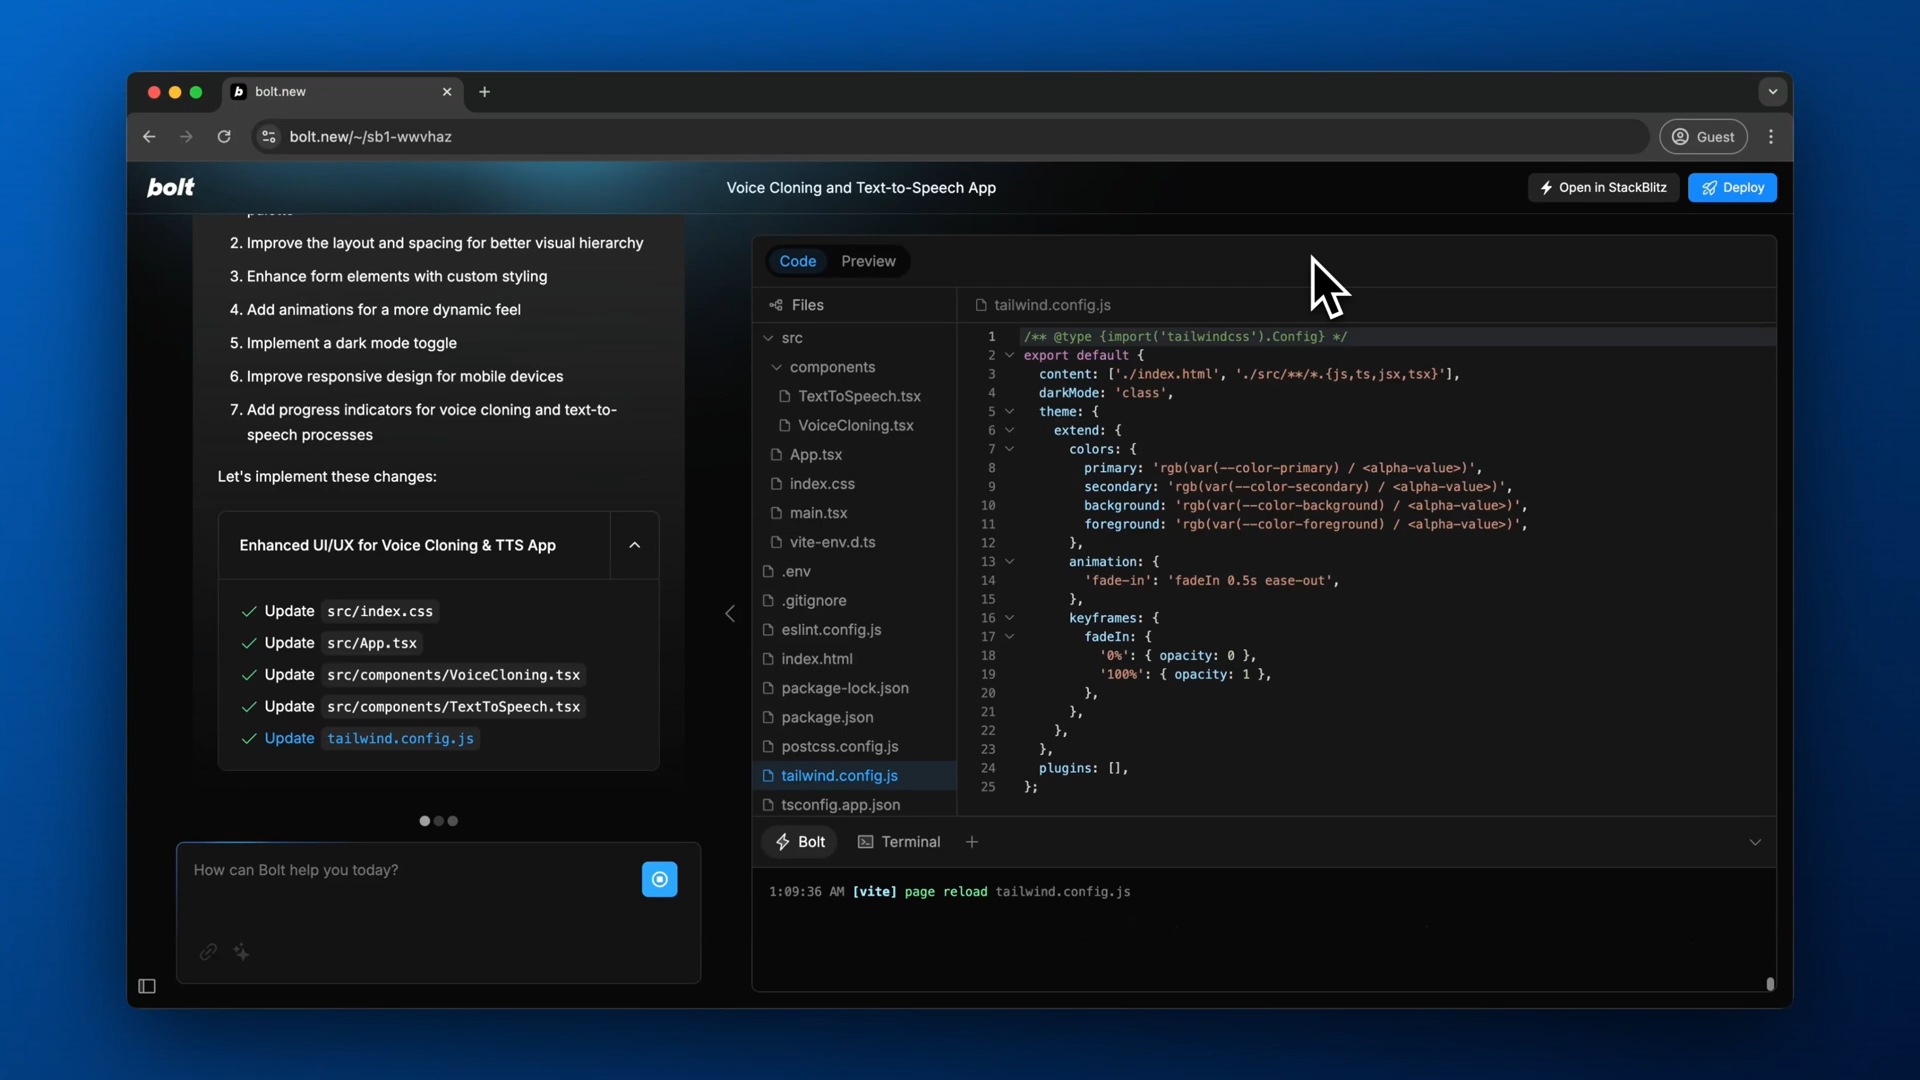 bolt.new
bolt.new/~/sb1-wwvhaz
Guest
bolt
Voice Cloning and Text-to-Speech App
Open in StackBlitz
Deploy
2. Improve the layout and spacing for better visual hierarchy
3. Enhance form elements with custom styling
4. Add animations for a more dynamic feel
5. Implement a dark mode toggle
6. Improve responsive design for mobile devices
7. Add progress indicators for voice cloning and text-to-
speech processes
Let's implement these changes:
Enhanced UI/UX for Voice Cloning & TTS App
Update src/index.css
Update src/App.tsx
Update src/components/VoiceCloning.tsx
Update src/components/TextToSpeech.tsx
Update tailwind.config.js
How can Bolt help you today?
Code Preview
Files
src
components
TextToSpeech.tsx
VoiceCloning.tsx
App.tsx
index.css
main.tsx
vite-env.d.ts
.env
.gitignore
eslint.config.js
index.html
package-lock.json
package.json
postcss.config.js
tailwind.config.js
tsconfig.app.json
tailwind.config.js
1 /** @type {import('tailwindcss').Config} */
2 export default {
3 content: ['./index.html', './src/**/*.{js,ts,jsx,tsx}'],
4 darkMode: 'class',
5 theme: {
6 extend: {
7 colors: {
8 primary: 'rgb(var(--color-primary) / <alpha-value>)',
9 secondary: 'rgb(var(--color-secondary) / <alpha-value>)',
10 background: 'rgb(var(--color-background) / <alpha-value>)',
11 foreground: 'rgb(var(--color-foreground) / <alpha-value>)',
12 },
13 animation: {
14 'fade-in': 'fadeIn 0.5s ease-out',
15 },
16 keyframes: {
17 fadeIn: {
18 '0%': { opacity: 0 },
19 '100%': { opacity: 1 },
20 },
21 },
22 },
23 },
24 plugins: [],
25 };
Bolt
Terminal
1:09:36 AM [vite] page reload tailwind.config.js